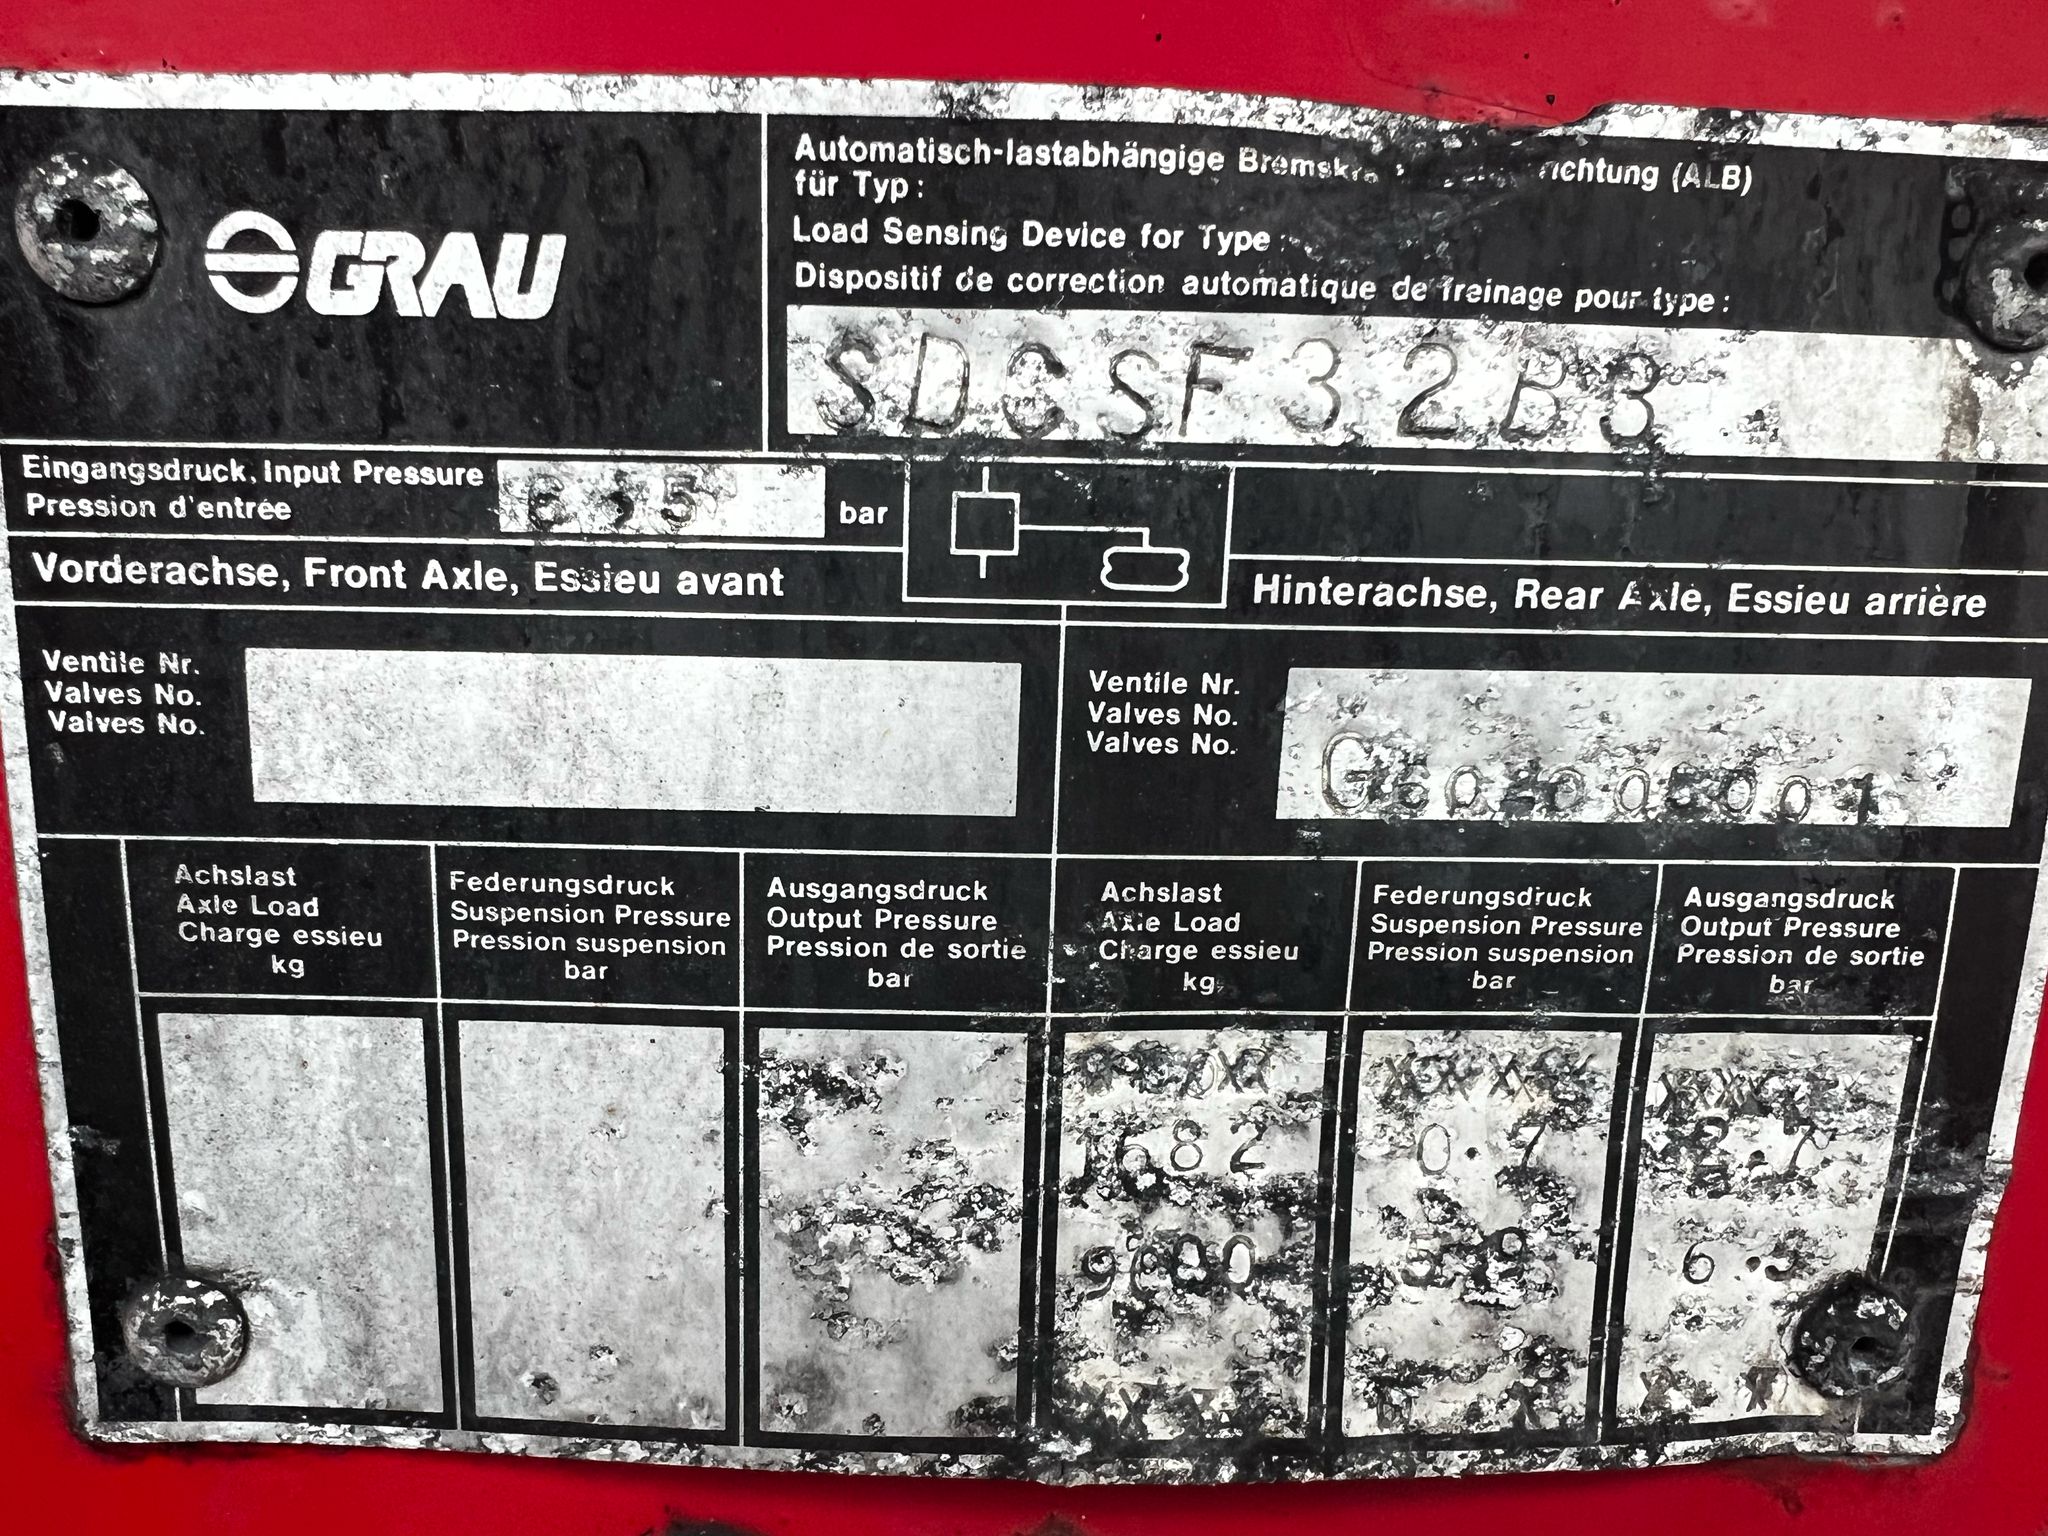 GRAU
Automatisch-lastabhängige richtung (ALB)
für Typ:
Load Sensing Device for Type:
Dispositif de correction automatique de freinage pour type:
SDCSF32B3
Eingangsdruck, Input Pressure
Pression d'entrée
bar
Vorderachse, Front Axle, Essieu avant
Hinterachse, Rear Axle, Essieu arrière
Ventile Nr.
Valves No.
Valves No.
Ventile Nr.
Valves No.
Valves No.
Achslast
Axle Load
Charge essieu
kg
Federungsdruck
Suspension Pressure
Pression suspension
bar
Ausgangsdruck
Output Pressure
Pression de sortie
bar
Achslast
Axle Load
Charge essieu
kg
Federungsdruck
Suspension Pressure
Pression suspension
bar
Ausgangsdruck
Output Pressure
Pression de sortie
bar
1682 0.7